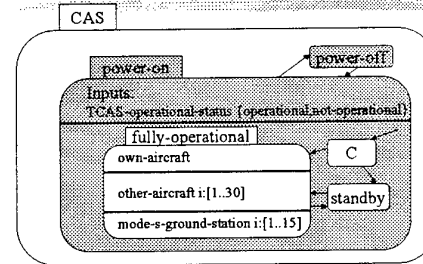 CAS
power-off
power-on
Inputs:
TCAS-operational-status {operational,not-operational}
fully-operational
own-aircraft
C
other-aircraft i:[1..30]
standby
mode-s-ground-station i:[1..15]